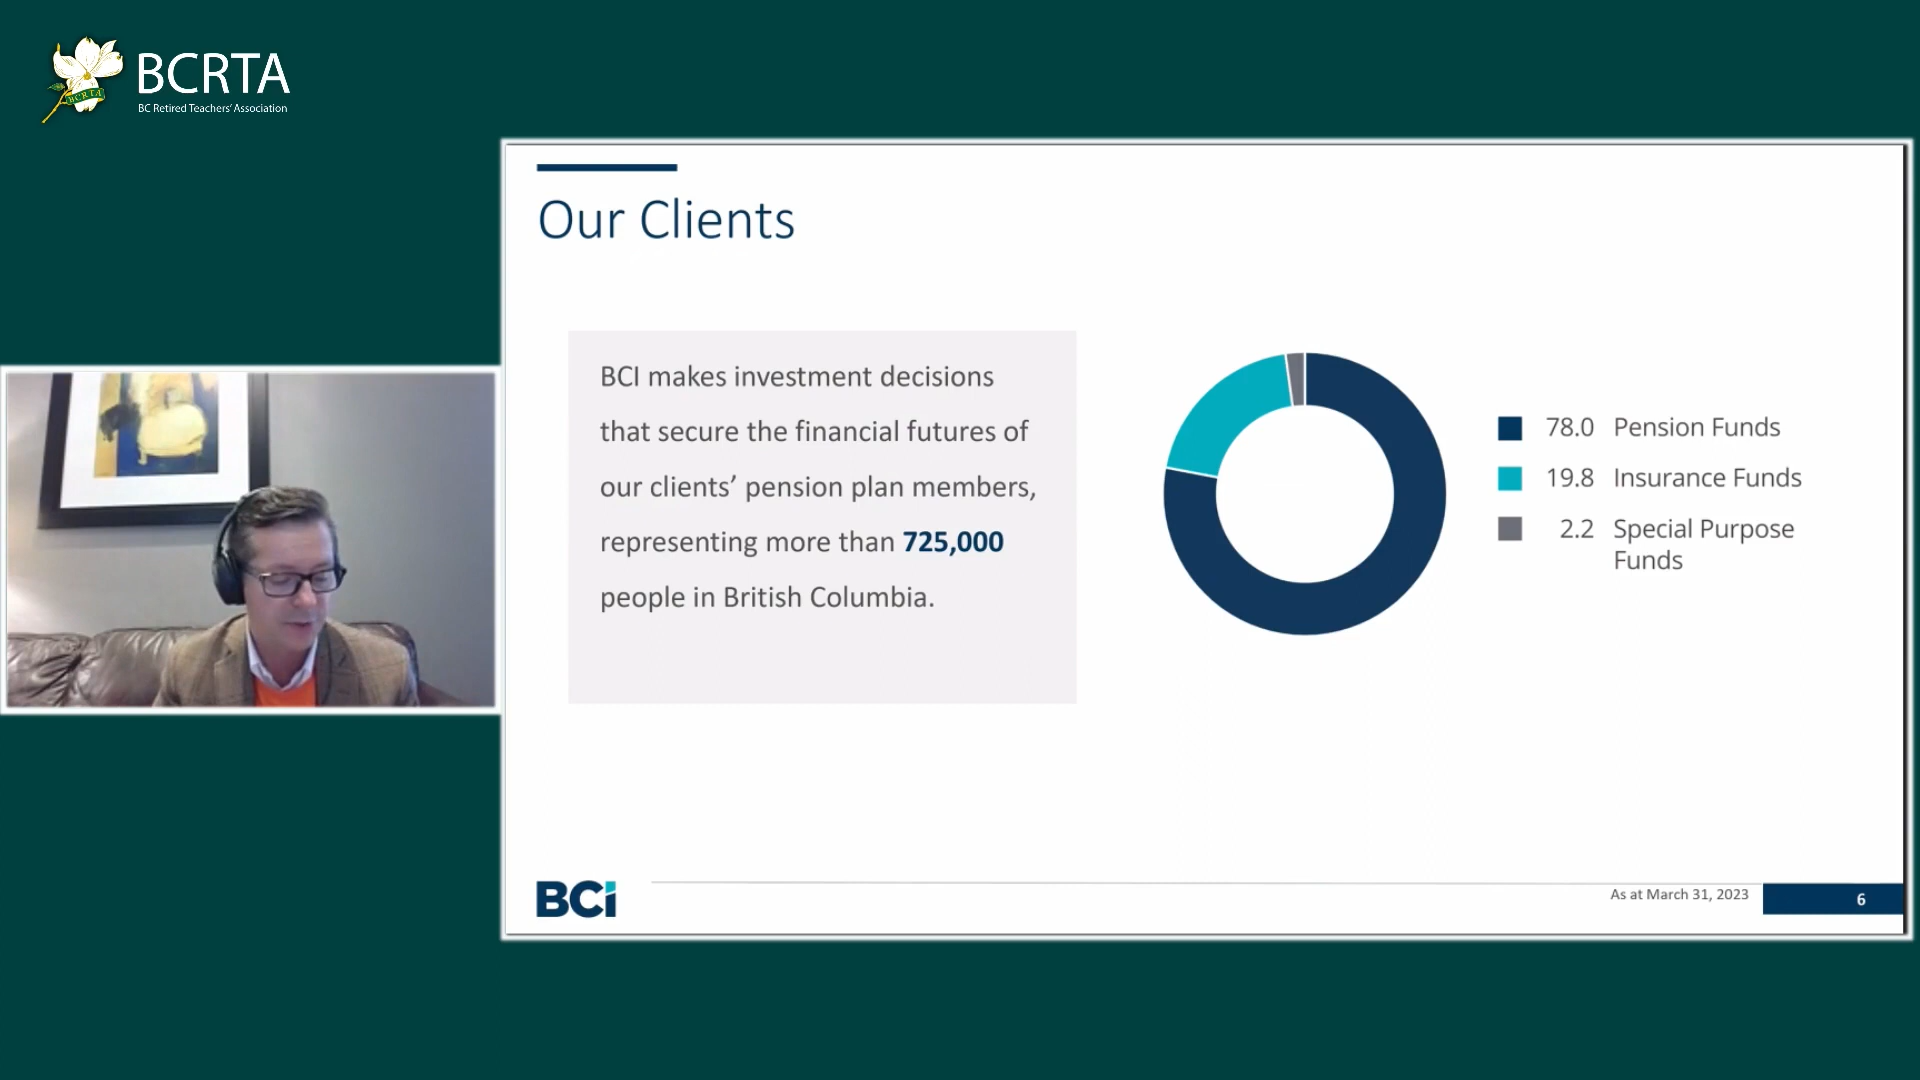 BCRTA
BCRTA
BC Retired Teachers' Association
Our Clients
BCI makes investment decisions
that secure the financial futures of
our clients’ pension plan members,
representing more than 725,000
people in British Columbia.
78.0 Pension Funds
19.8 Insurance Funds
2.2 Special Purpose
Funds
BCi
As at March 31, 2023
6